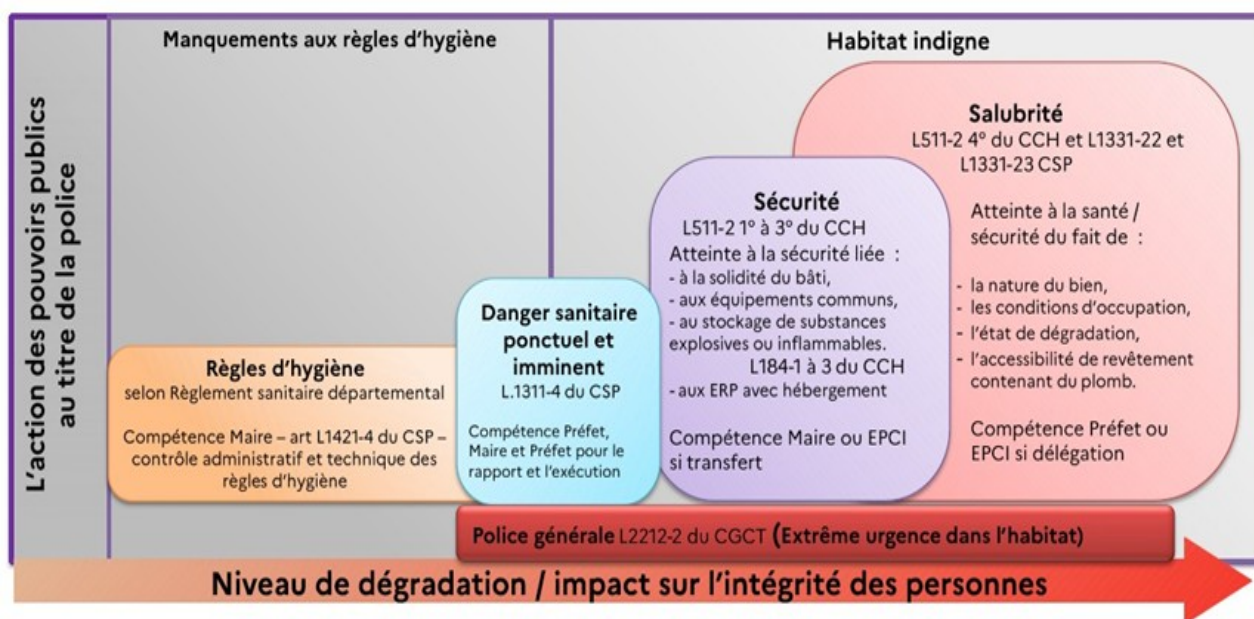 L'action des pouvoirs publics
au titre de la police
Manquements aux règles d'hygiène
Habitat indigne
Règles d'hygiène
selon Règlement sanitaire départemental
Compétence Maire – art L1421-4 du CSP –
contrôle administratif et technique des
règles d'hygiène
Danger sanitaire
ponctuel et
imminent
L.1311-4 du CSP
Compétence Préfet,
Maire et Préfet pour le
rapport et l'exécution
Sécurité
L511-2 1° à 3° du CCH
Atteinte à la sécurité liée :
- à la solidité du bâti,
- aux équipements communs,
- au stockage de substances
explosives ou inflammables.
L184-1 à 3 du CCH
- aux ERP avec hébergement
Compétence Maire ou EPCI
si transfert
Salubrité
L511-2 4° du CCH et L1331-22 et
L1331-23 CSP
Atteinte à la santé /
sécurité du fait de :
- la nature du bien,
- les conditions d'occupation,
- l'état de dégradation,
- l'accessibilité de revêtement
contenant du plomb.
Compétence Préfet ou
EPCI si délégation
Police générale L2212-2 du CGCT (Extrême urgence dans l'habitat)
Niveau de dégradation / impact sur l'intégrité des personnes